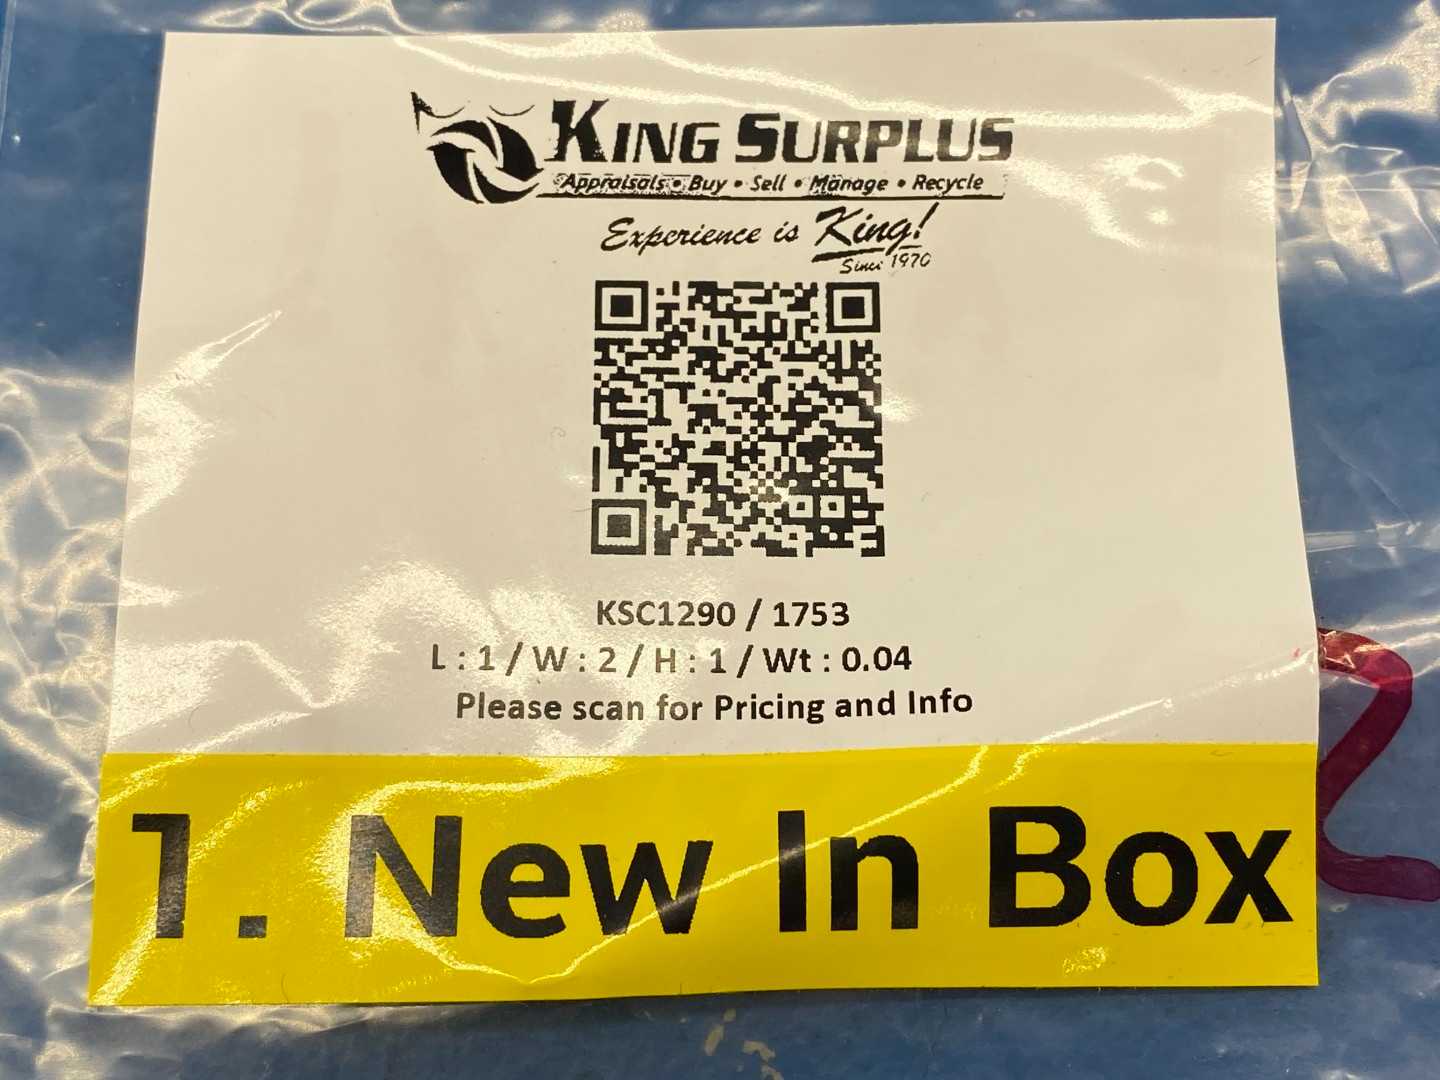 KING SURPLUS
Appraisals • Buy • Sell • Manage • Recycle
Experience is King!
Since 1970
KSC1290 / 1753
L : 1 / W : 2 / H : 1 / Wt : 0.04
Please scan for Pricing and Info
1. New In Box
2